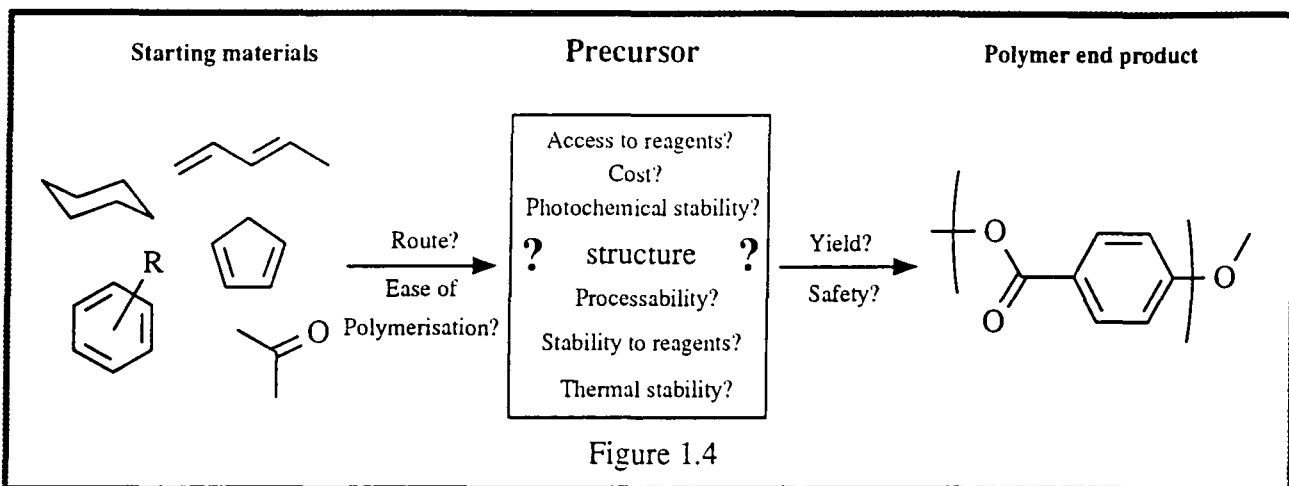 Starting materials
Precursor
Polymer end product
R
O
Route?
Ease of
Polymerisation?
Access to reagents?
Cost?
Photochemical stability?
? structure ?
Processability?
Stability to reagents?
Thermal stability?
Yield?
Safety?
O
O
O
Figure 1.4